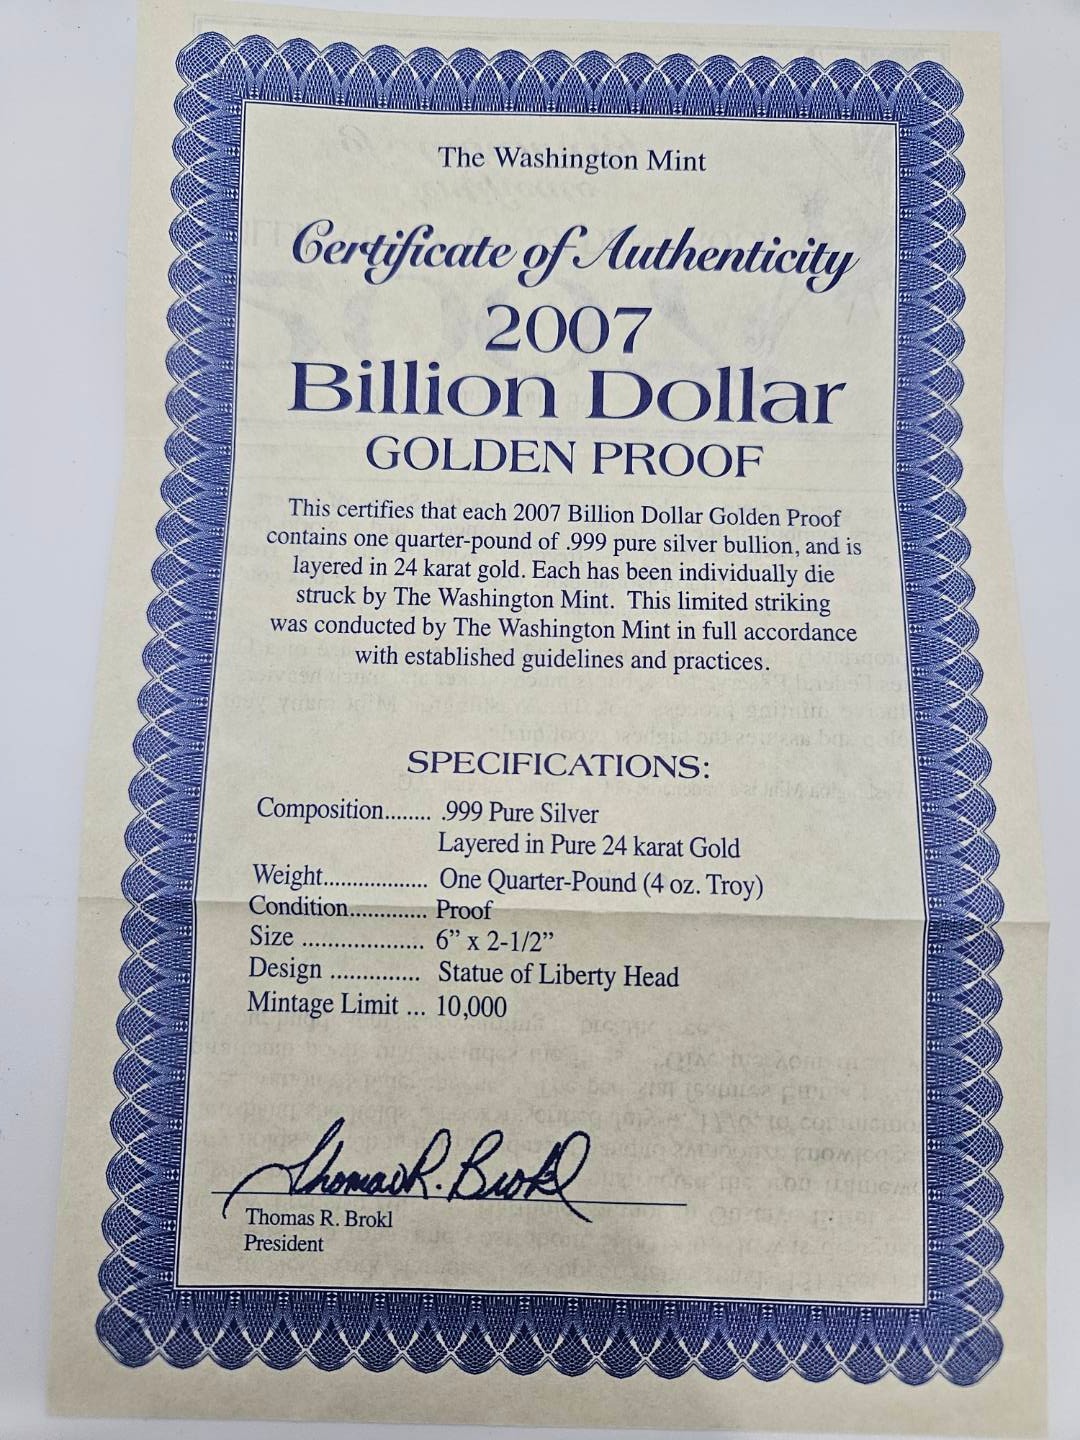 The Washington Mint
Certificate of Authenticity
2007
Billion Dollar
GOLDEN PROOF
This certifies that each 2007 Billion Dollar Golden Proof
contains one quarter-pound of .999 pure silver bullion, and is
layered in 24 karat gold. Each has been individually die
struck by The Washington Mint. This limited striking
was conducted by The Washington Mint in full accordance
with established guidelines and practices.
SPECIFICATIONS:
Composition........ .999 Pure Silver
Layered in Pure 24 karat Gold
Weight.................. One Quarter-Pound (4 oz. Troy)
Condition............. Proof
Size .................... 6” x 2-1/2”
Design .............. Statue of Liberty Head
Mintage Limit ... 10,000
Thomas R. Brokl
Thomas R. Brokl
President